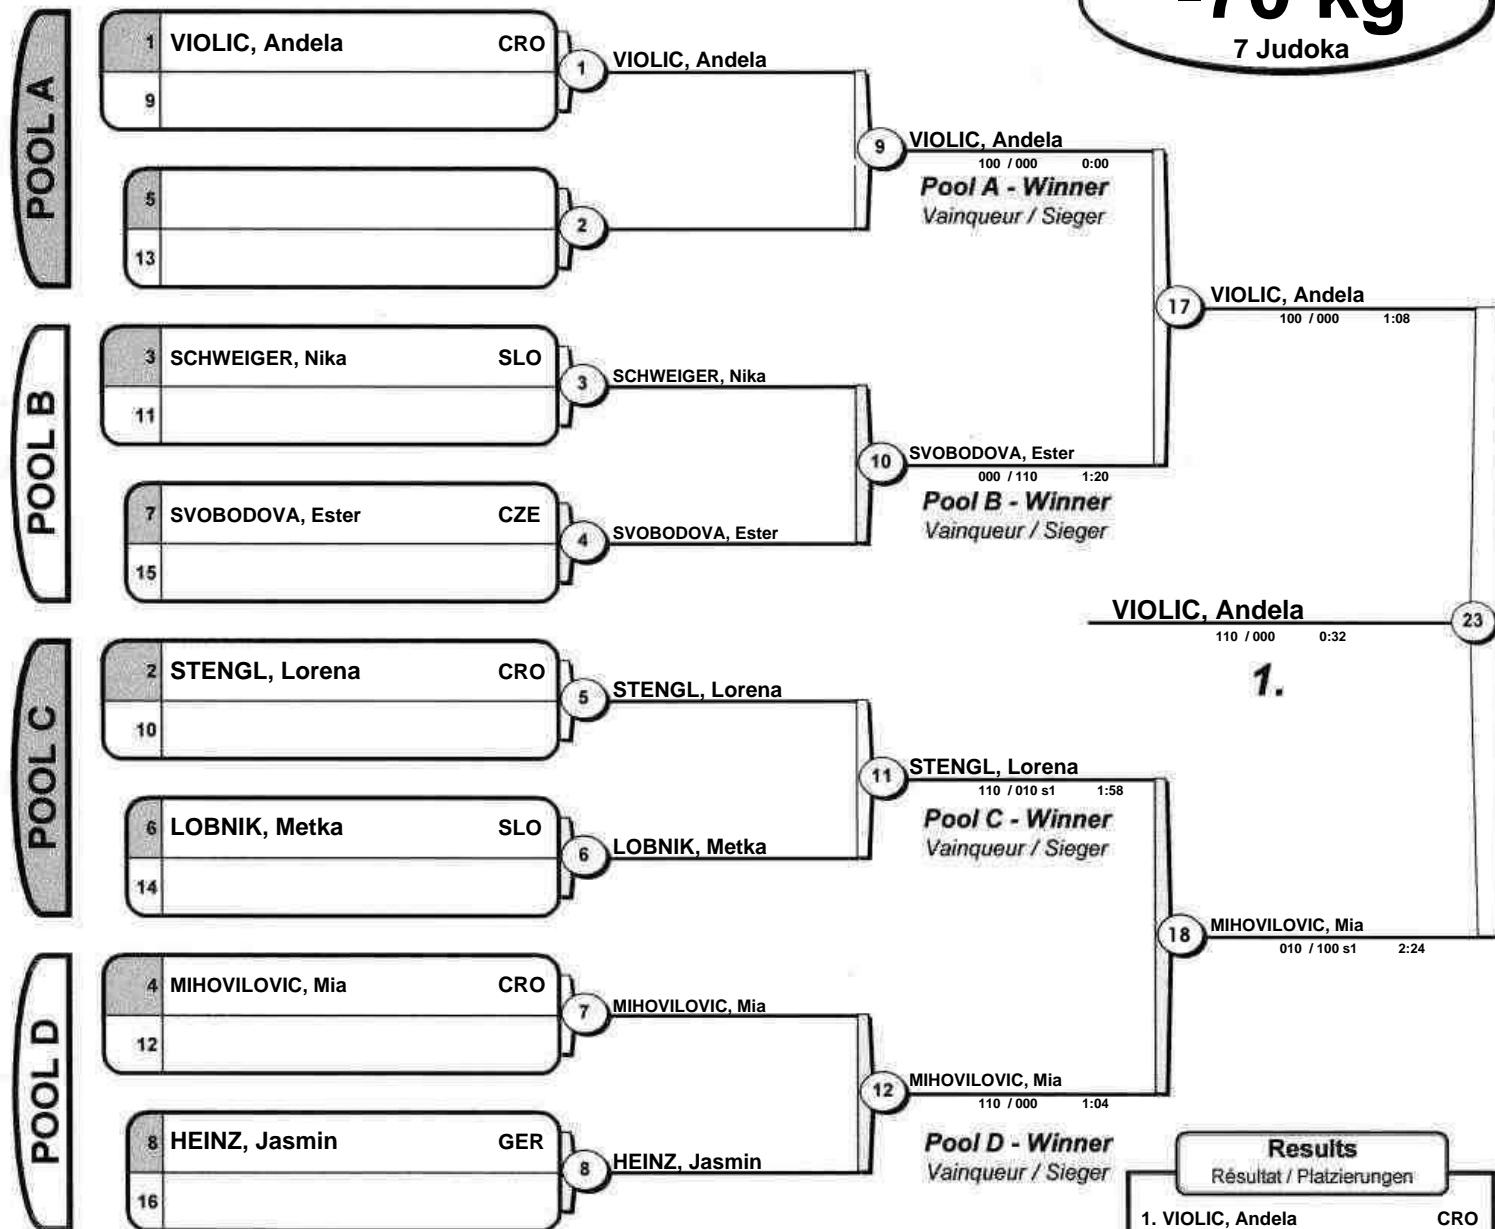 -70 kg
7 Judoka
POOL A
1 VIOLIC, Andela CRO
9
5
13
1 VIOLIC, Andela
2
9 VIOLIC, Andela
100 / 000 0:00
Pool A - Winner
Vainqueur / Sieger
POOL B
3 SCHWEIGER, Nika SLO
11
7 SVOBODOVA, Ester CZE
15
3 SCHWEIGER, Nika
4 SVOBODOVA, Ester
10 SVOBODOVA, Ester
000 / 110 1:20
Pool B - Winner
Vainqueur / Sieger
17 VIOLIC, Andela
100 / 000 1:08
VIOLIC, Andela 23
110 / 000 0:32
1.
POOL C
2 STENGL, Lorena CRO
10
6 LOBNIK, Metka SLO
14
5 STENGL, Lorena
6 LOBNIK, Metka
11 STENGL, Lorena
110 / 010 s1 1:58
Pool C - Winner
Vainqueur / Sieger
18 MIHOVILOVIC, Mia
010 / 100 s1 2:24
POOL D
4 MIHOVILOVIC, Mia CRO
12
8 HEINZ, Jasmin GER
16
7 MIHOVILOVIC, Mia
8 HEINZ, Jasmin
12 MIHOVILOVIC, Mia
110 / 000 1:04
Pool D - Winner
Vainqueur / Sieger
Results
Résultat / Platzierungen
1. VIOLIC, Andela CRO